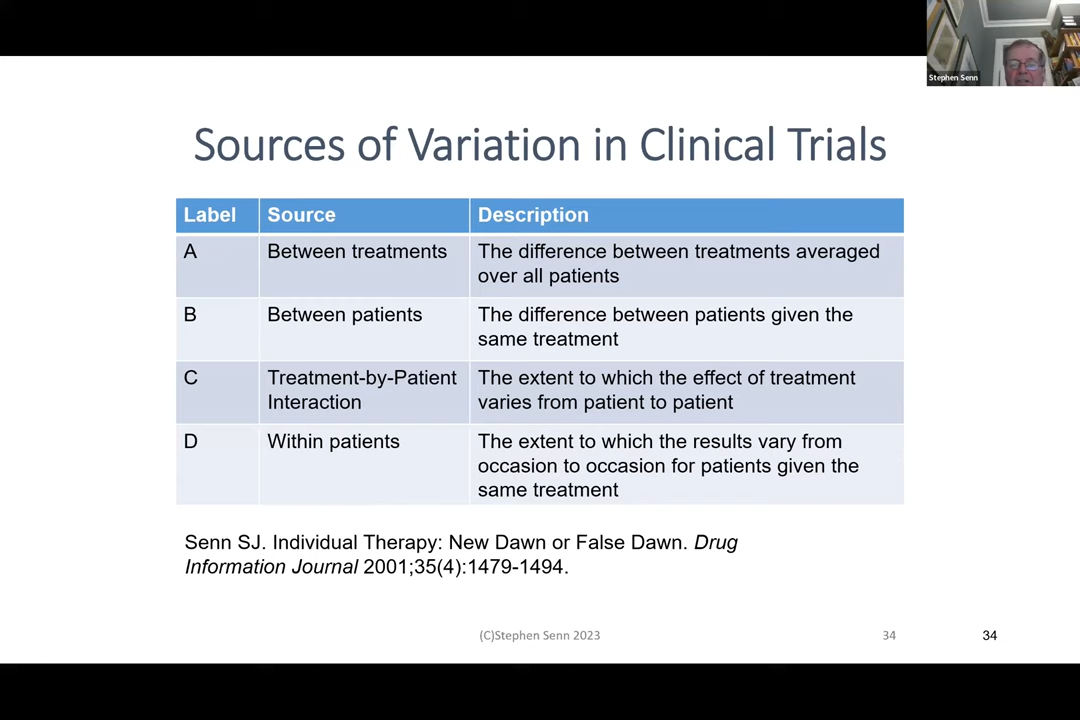 Stephen Senn
Sources of Variation in Clinical Trials
Label Source Description
A Between treatments The difference between treatments averaged
over all patients
B Between patients The difference between patients given the
same treatment
C Treatment-by-Patient The extent to which the effect of treatment
Interaction varies from patient to patient
D Within patients The extent to which the results vary from
occasion to occasion for patients given the
same treatment
Senn SJ. Individual Therapy: New Dawn or False Dawn. Drug
Information Journal 2001;35(4):1479-1494.
(C)Stephen Senn 2023 34 34